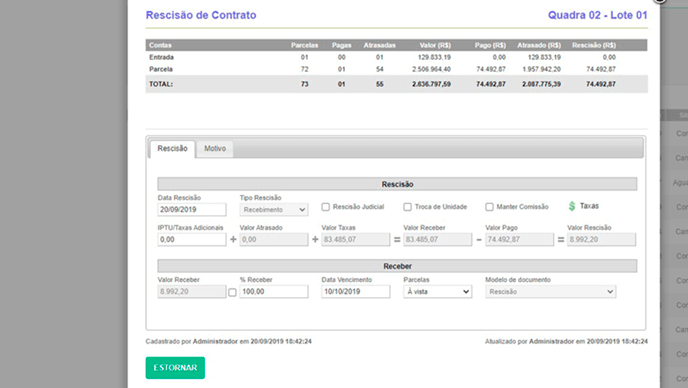 Rescisão de Contrato Quadra 02 - Lote 01
Contas Parcelas Pagas Atrasadas Valor (R$) Pago (R$) Atrasado (R$) Rescisão (R$)
Entrada 01 00 01 129.833,19 0.00 129.833,19 0.00
Parcela 72 01 54 2.506.964,40 74.492,87 1.957.942,20 74.492,87
TOTAL: 73 01 55 2.636.797,59 74.492,87 2.087.775,39 74.492,87
Rescisão Motivo
Rescisão
Data Rescisão Tipo Rescisão
20/09/2019 Recebimento Rescisão Judicial Troca de Unidade Manter Comissão $ Taxas
IPTU/Taxas Adicionais Valor Atrasado Valor Taxas Valor Receber Valor Pago Valor Rescisão
0,00 + 0,00 + 83.485,07 = 83.485,07 - 74.492,87 = 8.992,20
Receber
Valor Receber % Receber Data Vencimento Parcelas Modelo de documento
8.992,20 100,00 10/10/2019 À vista Rescisão
Cadastrado por Administrador em 20/09/2019 18:42:24 Atualizado por Administrador em 20/09/2019 18:42:24
ESTORNAR